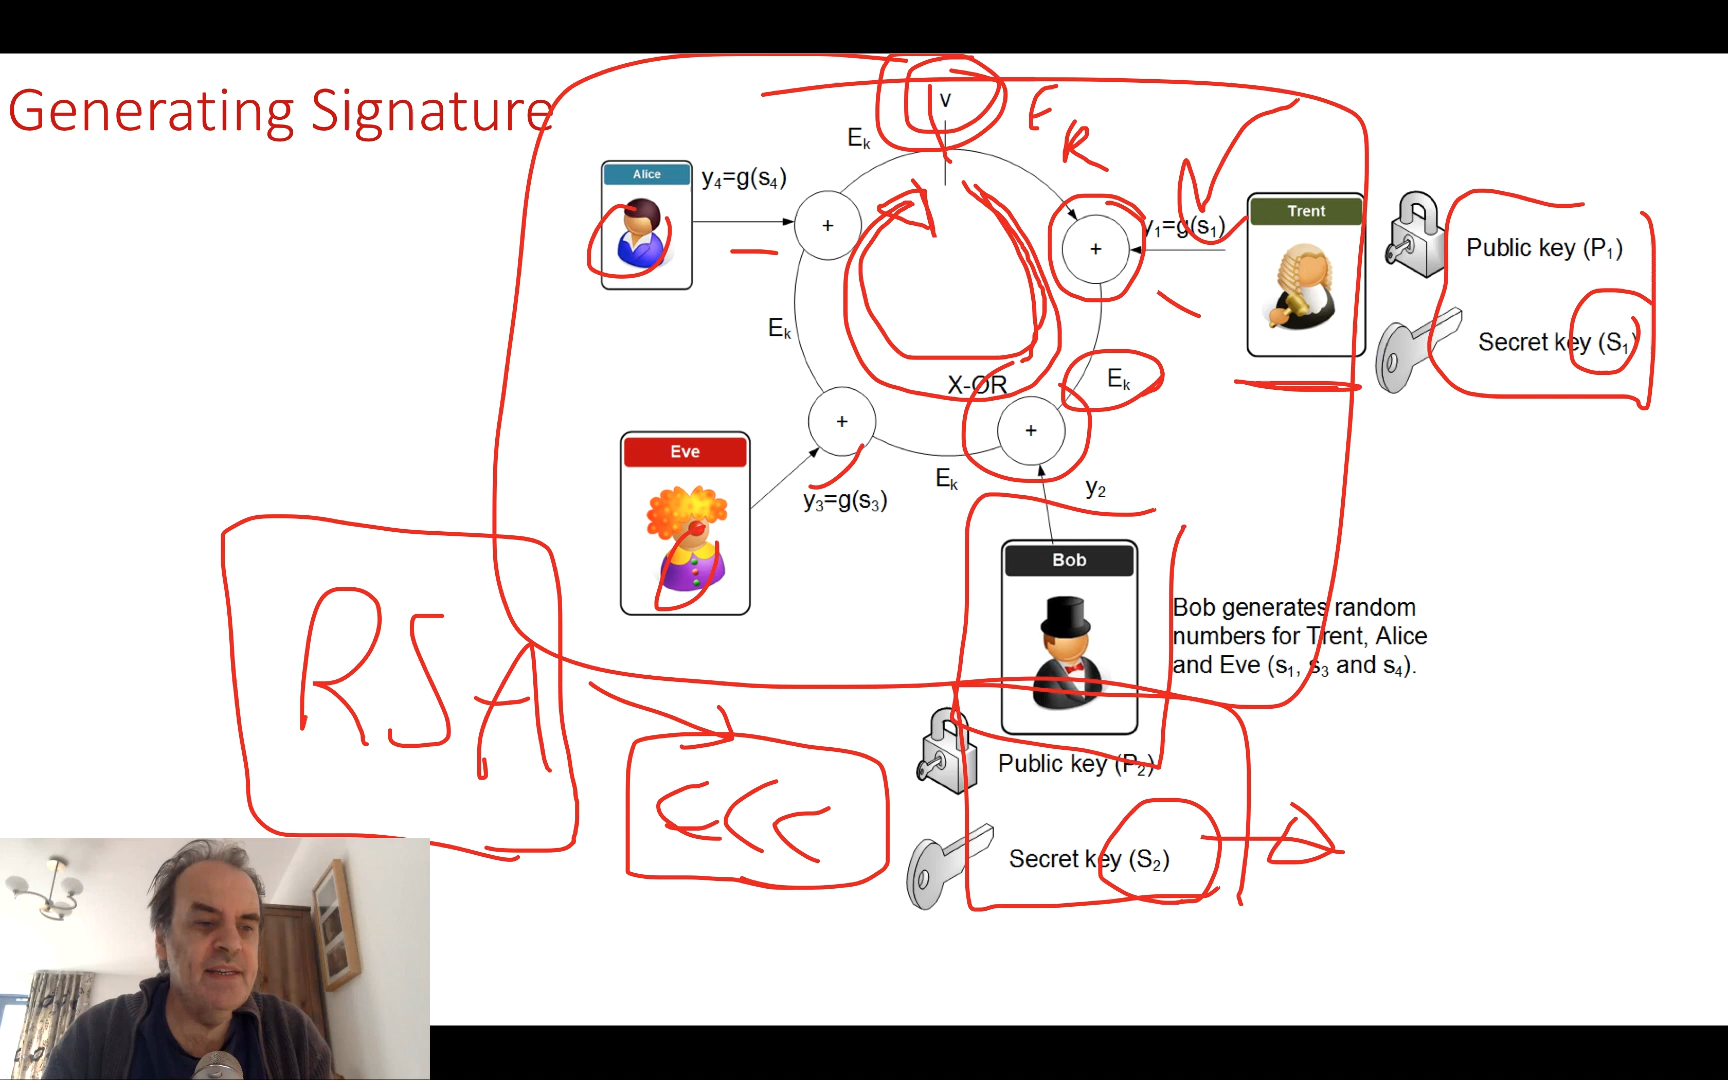 Generating Signature
v
E
K
Eₖ
Alice
y₄=g(s₄)
+
+
y₁=g(s₁)
Trent
Public key (P₁)
Secret key (S₁)
Eₖ
X-OR
Eₖ
+
+
Eve
y₃=g(s₃)
Eₖ
y₂
Bob
Bob generates random
numbers for Trent, Alice
and Eve (s₁, s₃ and s₄).
RSA
Public key (P₂)
ECC
Secret key (S₂)